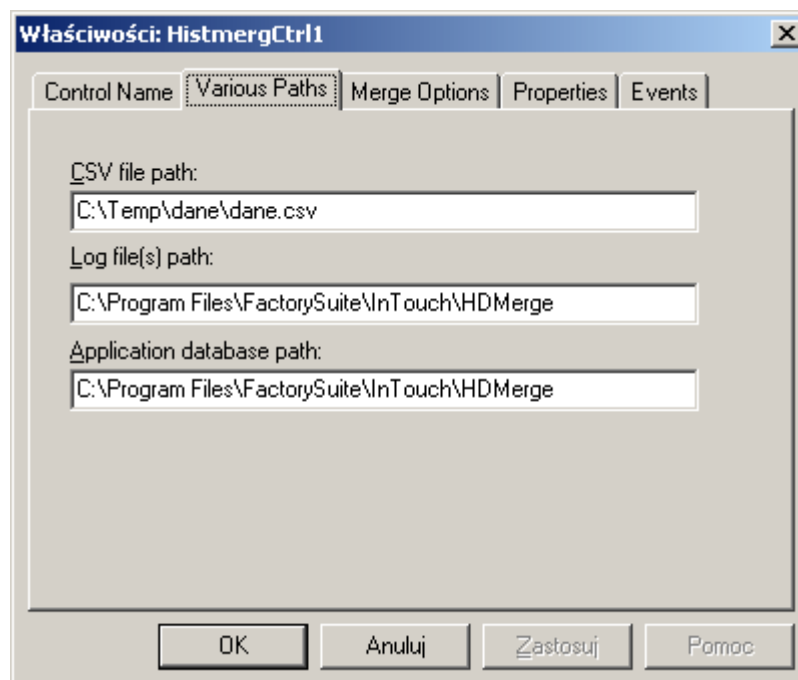 Właściwości: HistmergCtrl1
Control Name Various Paths Merge Options Properties Events
CSV file path:
C:\Temp\dane\dane.csv
Log file(s) path:
C:\Program Files\FactorySuite\InTouch\HDMerge
Application database path:
C:\Program Files\FactorySuite\InTouch\HDMerge
OK Anuluj Zastosuj Pomoc